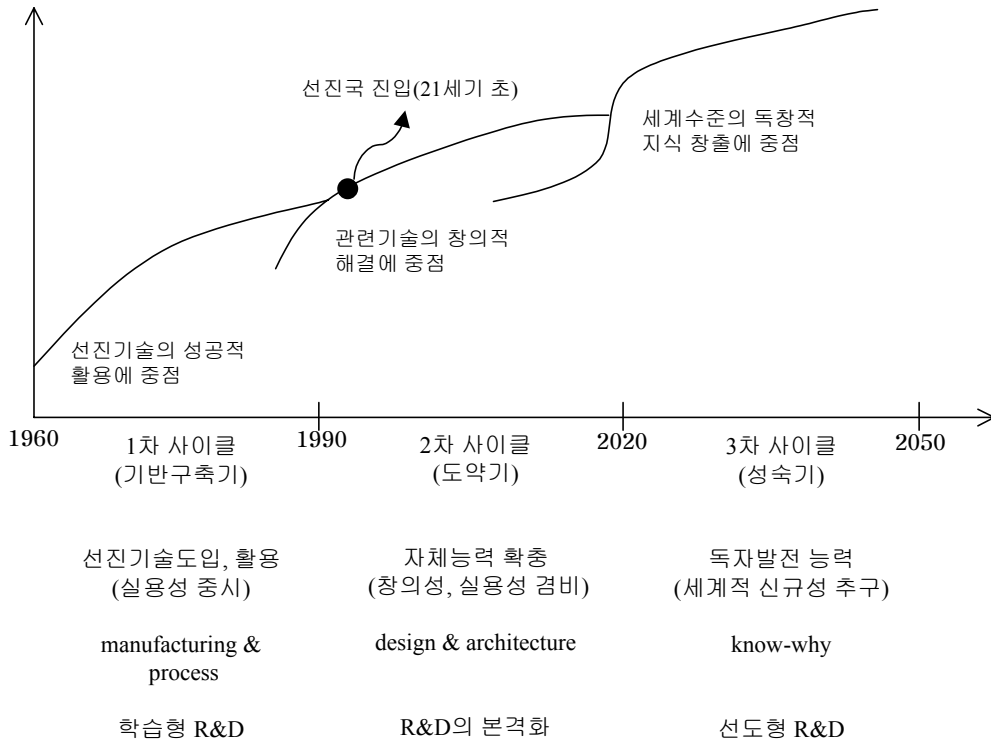 선진국 진입(21세기 초)
세계수준의 독창적
지식 창출에 중점
관련기술의 창의적
해결에 중점
선진기술의 성공적
활용에 중점
1960
1990
2020
2050
1차 사이클
(기반구축기)
2차 사이클
(도약기)
3차 사이클
(성숙기)
선진기술도입, 활용
(실용성 중시)
자체능력 확충
(창의성, 실용성 겸비)
독자발전 능력
(세계적 신규성 추구)
manufacturing &
process
design & architecture
know-why
학습형 R&D
R&D의 본격화
선도형 R&D